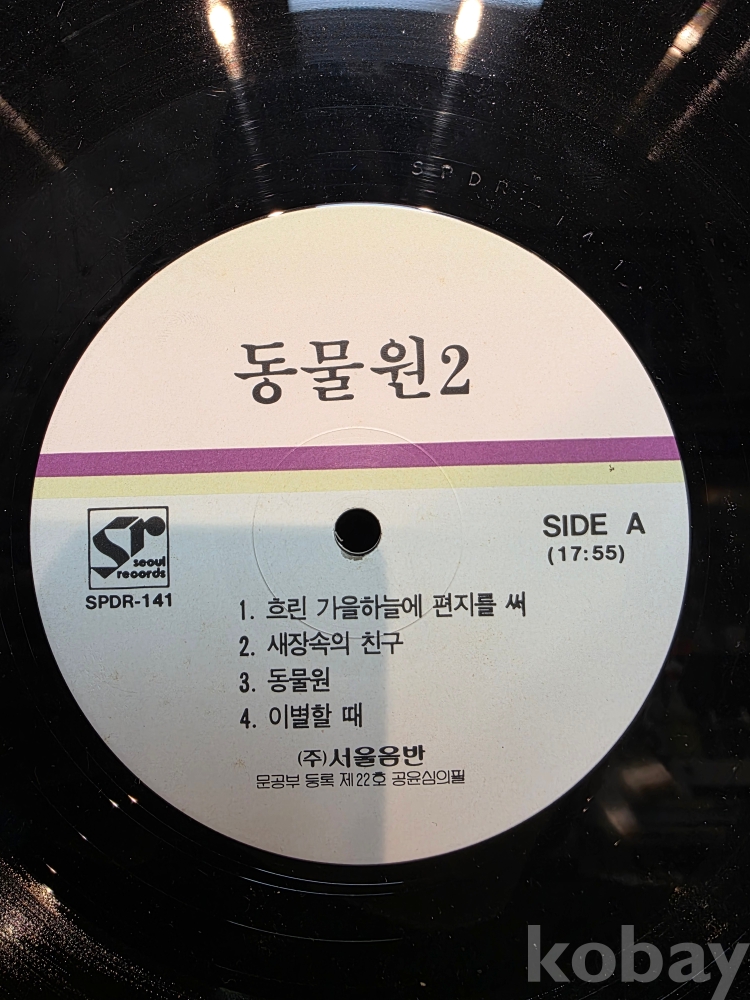 SPDR-141
동물원2
Sr
seoul
records
SPDR-141
SIDE A
(17:55)
1. 흐린 가을하늘에 편지를 써
2. 새장속의 친구
3. 동물원
4. 이별할 때
(주)서울음반
문공부 등록 제22호 공윤심의필
kobay